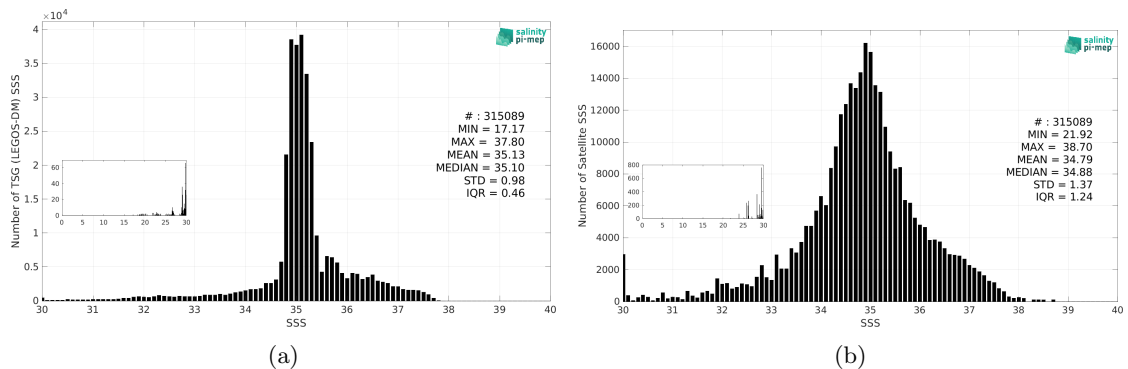 ×10⁴
4
3.5
3
2.5
2
1.5
1
0.5
0
Number of TSG (LEGOS-DM) SSS
salinity
pi-mep
# : 315089
MIN = 17.17
MAX = 37.80
MEAN = 35.13
MEDIAN = 35.10
STD = 0.98
IQR = 0.46
60
40
20
0
0 5 10 15 20 25 30
30 31 32 33 34 35 36 37 38 39 40
SSS
(a)
16000
14000
12000
10000
8000
6000
4000
2000
0
Number of Satellite SSS
salinity
pi-mep
# : 315089
MIN = 21.92
MAX = 38.70
MEAN = 34.79
MEDIAN = 34.88
STD = 1.37
IQR = 1.24
800
600
400
200
0
0 5 10 15 20 25 30
30 31 32 33 34 35 36 37 38 39 40
SSS
(b)